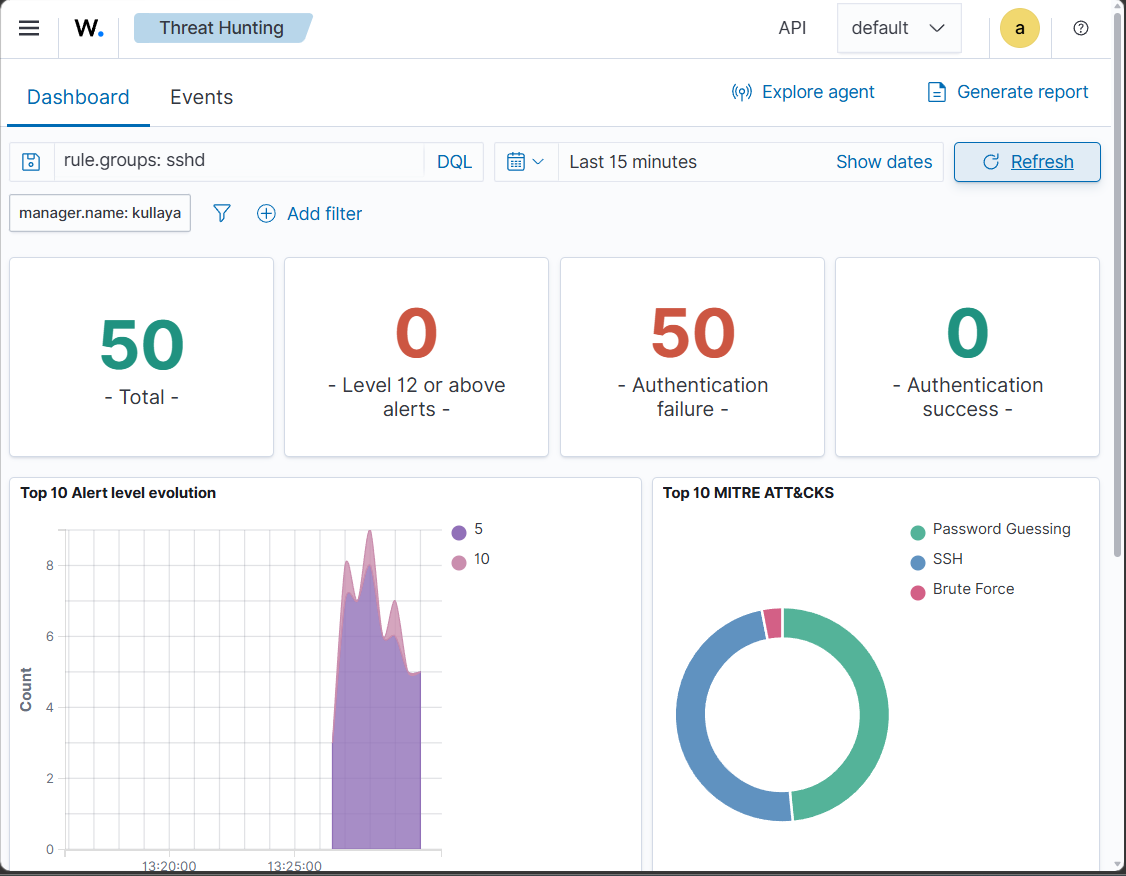 W.
Threat Hunting
API
default
a
Dashboard
Events
Explore agent
Generate report
rule.groups: sshd
DQL
Last 15 minutes
Show dates
Refresh
manager.name: kullaya
Add filter
50
- Total -
0
- Level 12 or above
alerts -
50
- Authentication
failure -
0
- Authentication
success -
Top 10 Alert level evolution
5
10
8
6
4
2
0
Count
13:20:00
13:25:00
Top 10 MITRE ATT&CKS
Password Guessing
SSH
Brute Force